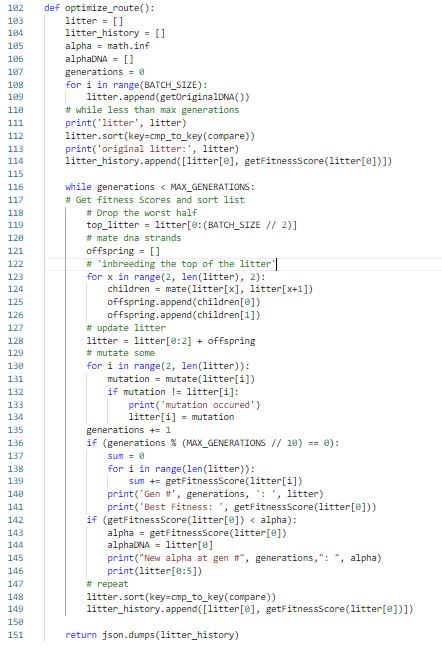 102 def optimize_route():
103     litter = []
104     litter_history = []
105     alpha = math.inf
106     alphaDNA = []
107     generations = 0
108     for i in range(BATCH_SIZE):
109         litter.append(getOriginalDNA())
110     # while less than max generations
111     print('litter', litter)
112     litter.sort(key=cmp_to_key(compare))
113     print('original litter:', litter)
114     litter_history.append([litter[0], getFitnessScore(litter[0])])
115
116     while generations < MAX_GENERATIONS:
117     # Get fitness Scores and sort list
118         # Drop the worst half
119         top_litter = litter[0:(BATCH_SIZE // 2)]
120         # mate dna strands
121         offspring = []
122         # 'inbreeding the top of the litter'
123         for x in range(2, len(litter), 2):
124             children = mate(litter[x], litter[x+1])
125             offspring.append(children[0])
126             offspring.append(children[1])
127         # update litter
128         litter = litter[0:2] + offspring
129         # mutate some
130         for i in range(2, len(litter)):
131             mutation = mutate(litter[i])
132             if mutation != litter[i]:
133                 print('mutation occured')
134                 litter[i] = mutation
135         generations += 1
136         if (generations % (MAX_GENERATIONS // 10) == 0):
137             sum = 0
138             for i in range(len(litter)):
139                 sum += getFitnessScore(litter[i])
140             print('Gen #', generations, ': ', litter)
141             print('Best Fitness: ', getFitnessScore(litter[0]))
142         if (getFitnessScore(litter[0]) < alpha):
143             alpha = getFitnessScore(litter[0])
144             alphaDNA = litter[0]
145             print("New alpha at gen #", generations,": ", alpha)
146             print(litter[0:5])
147         # repeat
148         litter.sort(key=cmp_to_key(compare))
149         litter_history.append([litter[0], getFitnessScore(litter[0])])
150
151     return json.dumps(litter_history)